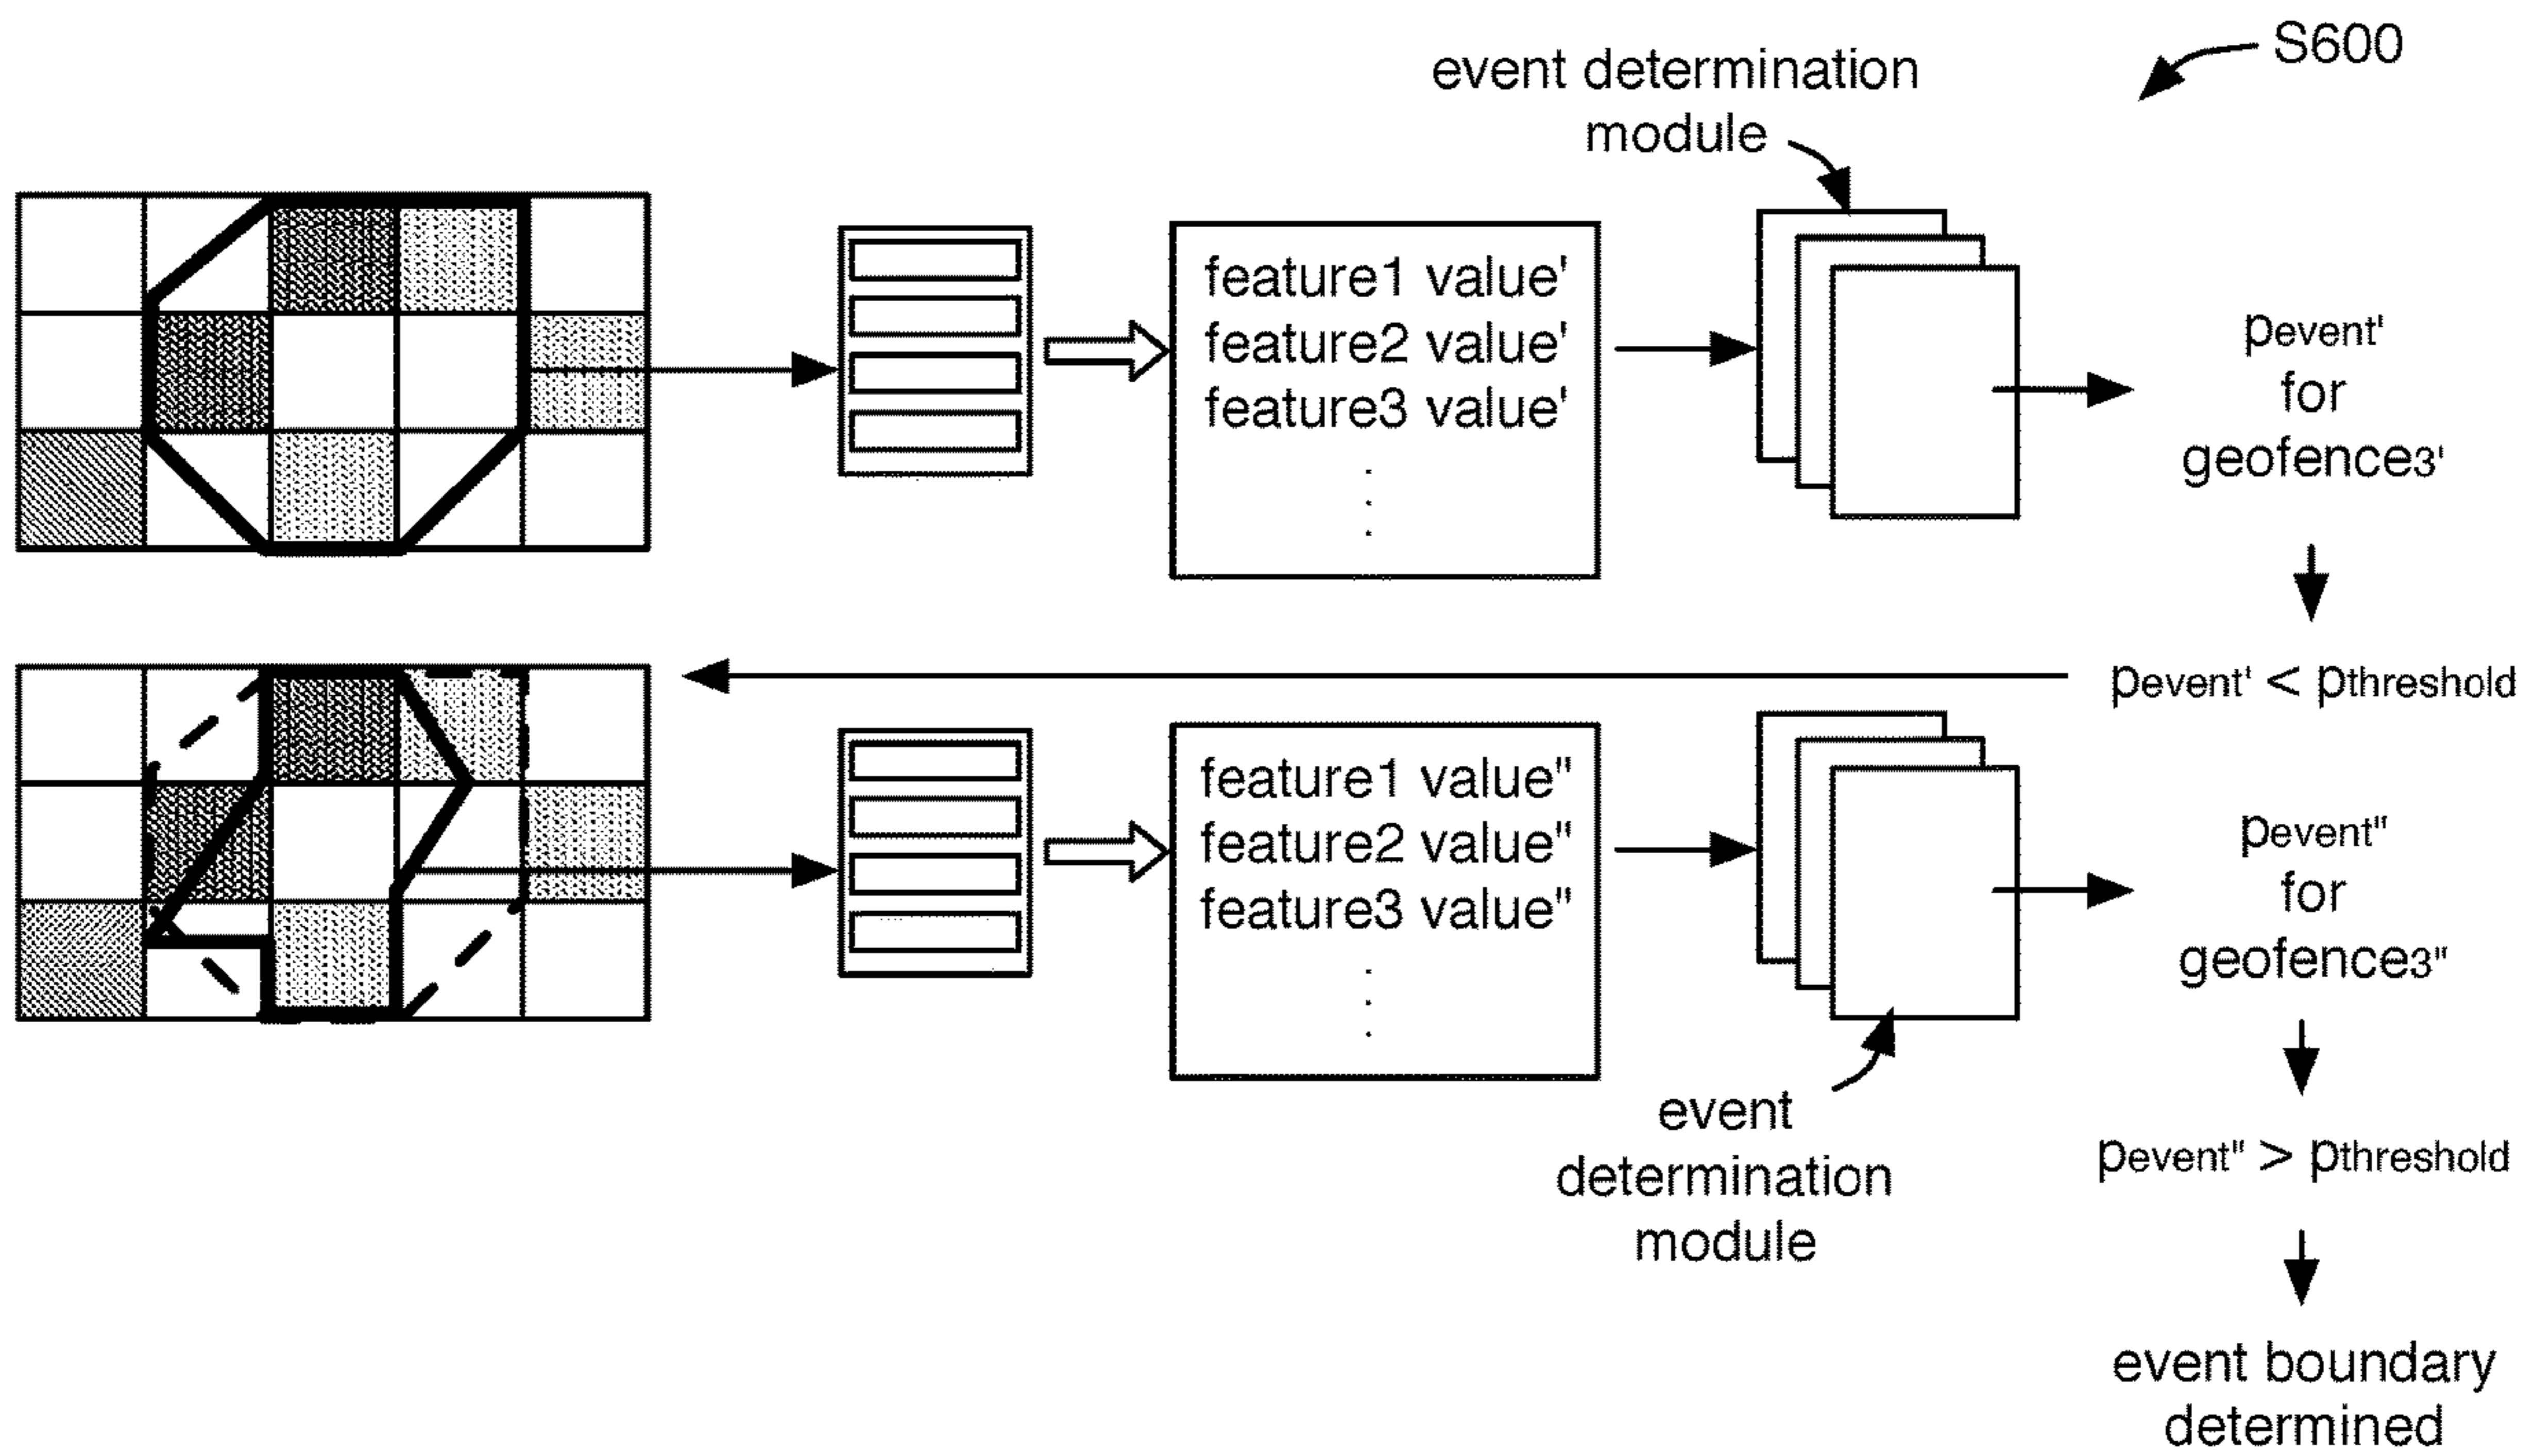 S600
event determination
module
feature1 value'
feature2 value'
feature3 value'
pevent'
for
geofence3'
pevent' < pthreshold
feature1 value"
feature2 value"
feature3 value"
pevent"
for
geofence3"
event
determination
module
pevent" > pthreshold
event boundary
determined